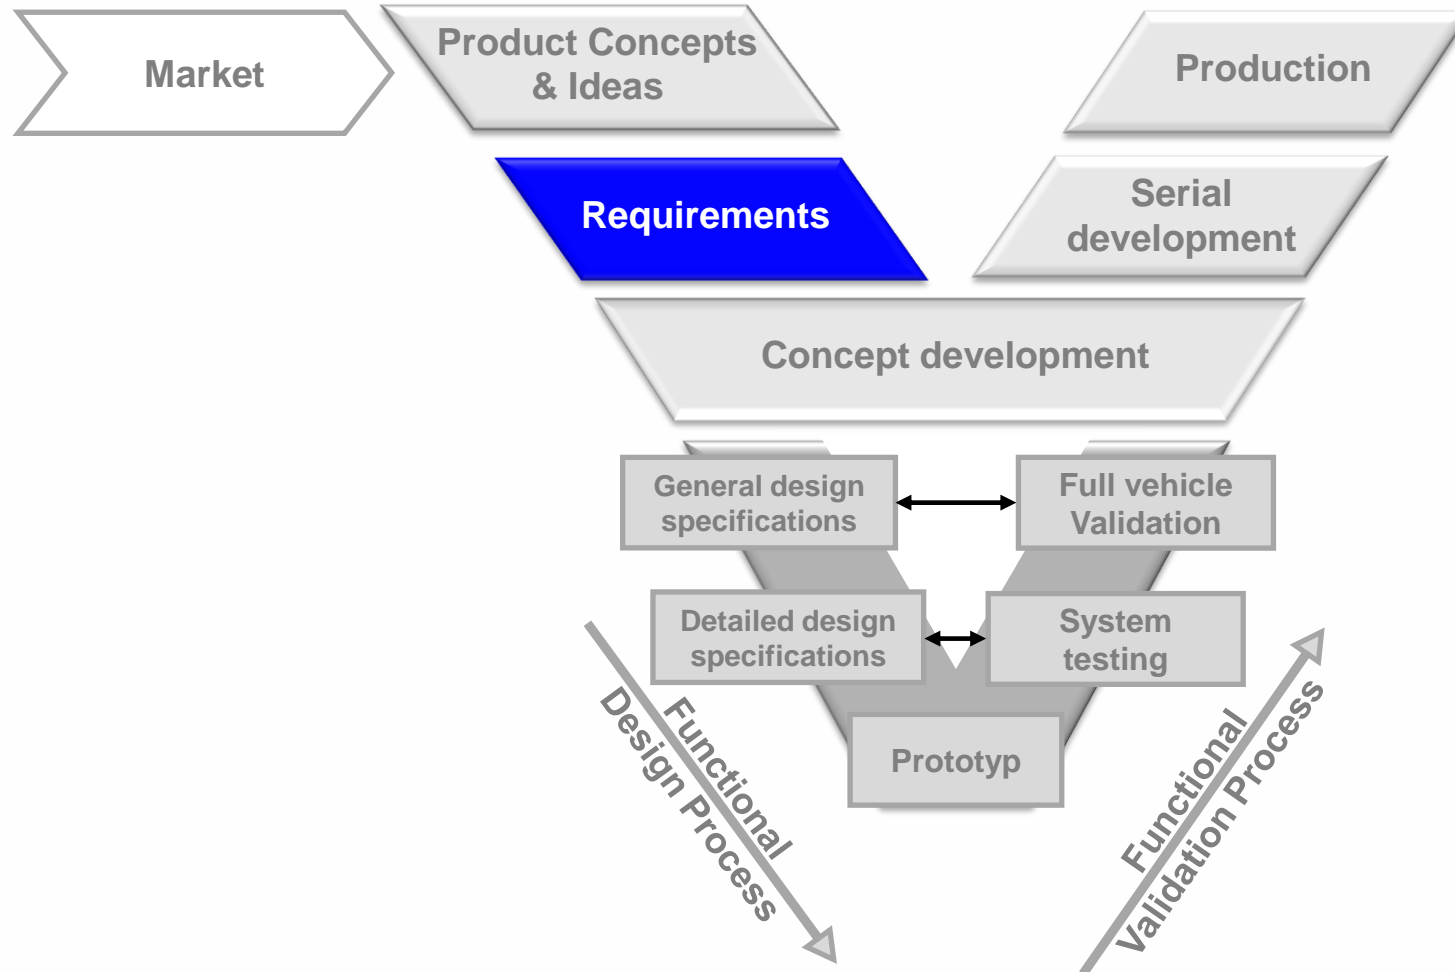 Market
Product Concepts
& Ideas
Production
Requirements
Serial
development
Concept development
General design
specifications
Full vehicle
Validation
Detailed design
specifications
System
testing
Prototyp
Functional
Design Process
Functional
Validation Process